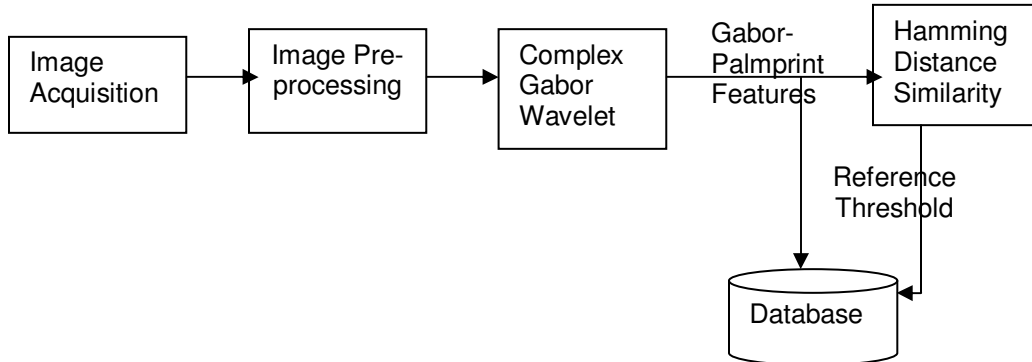 Image
Acquisition
Image Pre-
processing
Complex
Gabor
Wavelet
Gabor-
Palmprint
Features
Hamming
Distance
Similarity
Reference
Threshold
Database